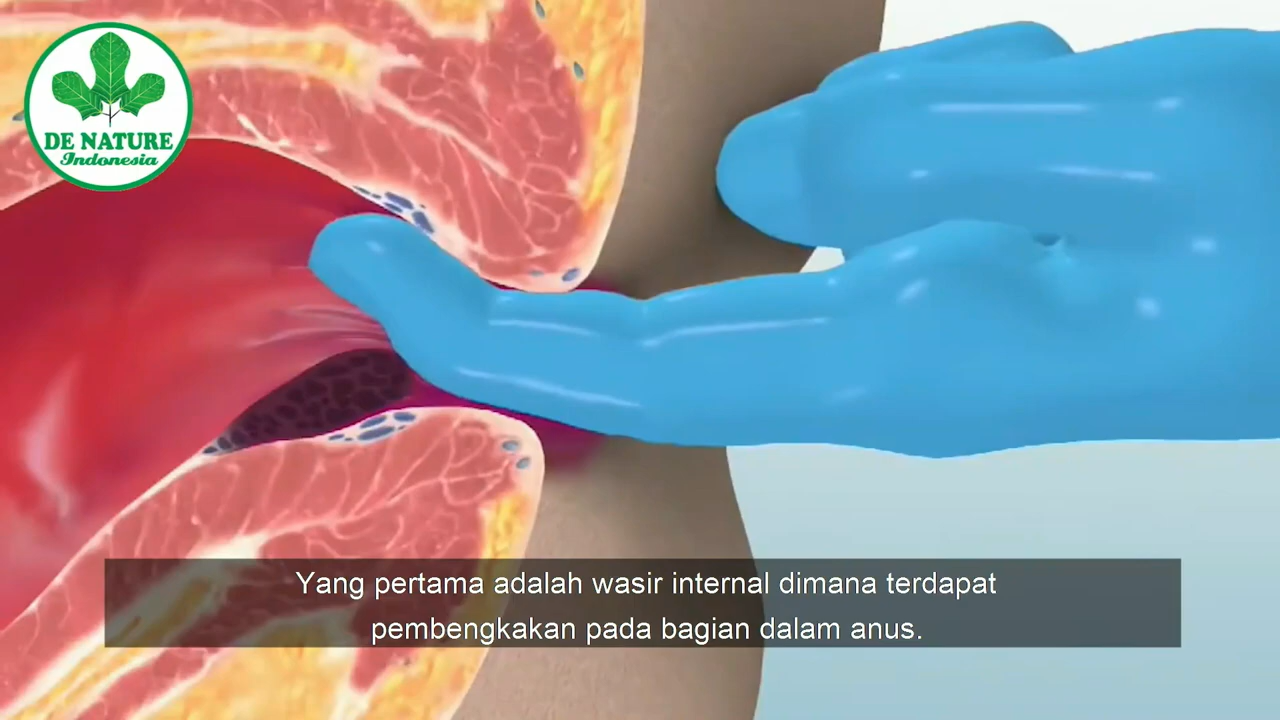 DE NATURE
Indonesia
Yang pertama adalah wasir internal dimana terdapat
pembengkakan pada bagian dalam anus.